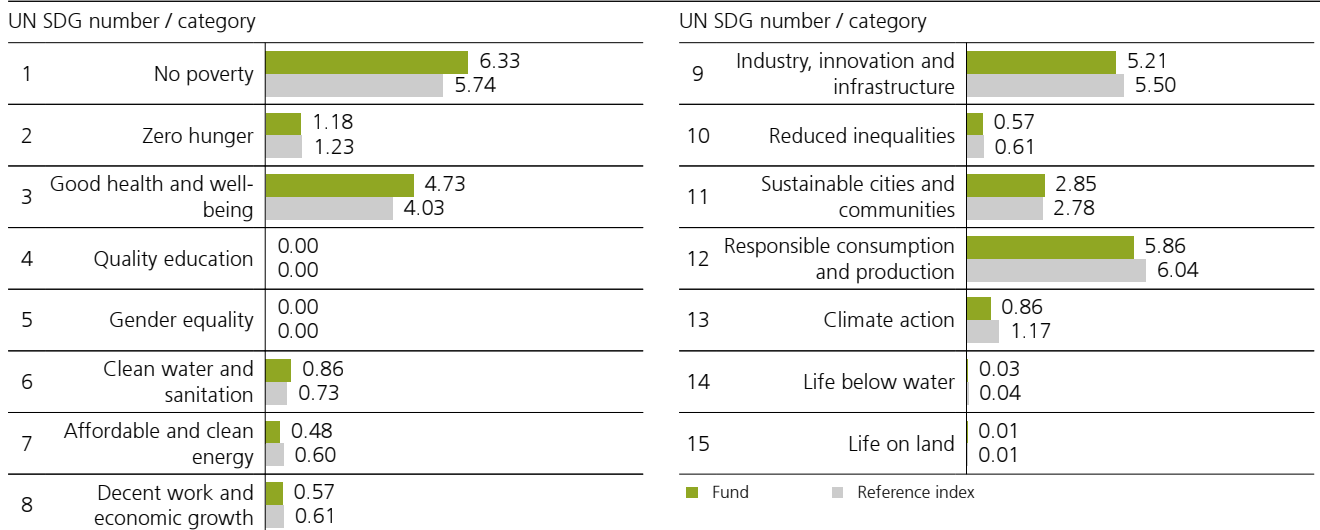 UN SDG number / category
1 No poverty 6.33
5.74
2 Zero hunger 1.18
1.23
3 Good health and well-
being 4.73
4.03
4 Quality education 0.00
0.00
5 Gender equality 0.00
0.00
6 Clean water and
sanitation 0.86
0.73
7 Affordable and clean
energy 0.48
0.60
8 Decent work and
economic growth 0.57
0.61
UN SDG number / category
9 Industry, innovation and
infrastructure 5.21
5.50
10 Reduced inequalities 0.57
0.61
11 Sustainable cities and
communities 2.85
2.78
12 Responsible consumption
and production 5.86
6.04
13 Climate action 0.86
1.17
14 Life below water 0.03
0.04
15 Life on land 0.01
0.01
Fund Reference index